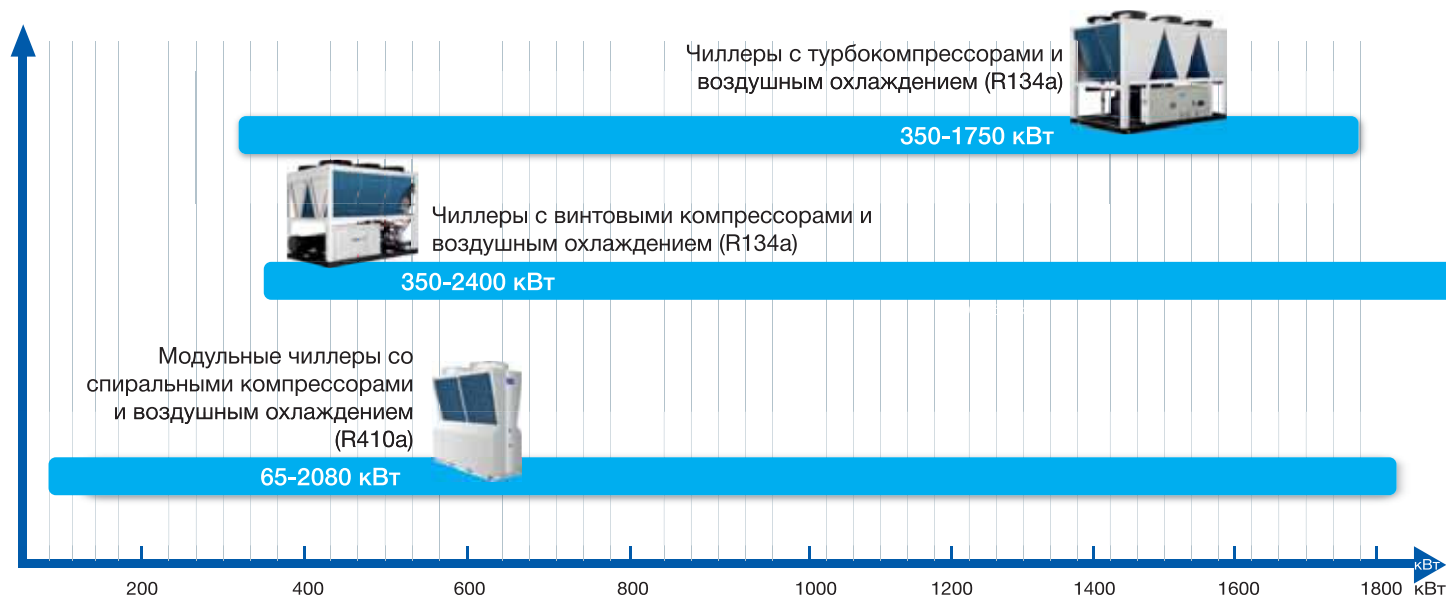 Чиллеры с турбокомпрессорами и
воздушным охлаждением (R134a)
350-1750 кВт
Чиллеры с винтовыми компрессорами и
воздушным охлаждением (R134a)
350-2400 кВт
Модульные чиллеры со
спиральными компрессорами
и воздушным охлаждением
(R410a)
65-2080 кВт
кВт
200 400 600 800 1000 1200 1400 1600 1800 кВт